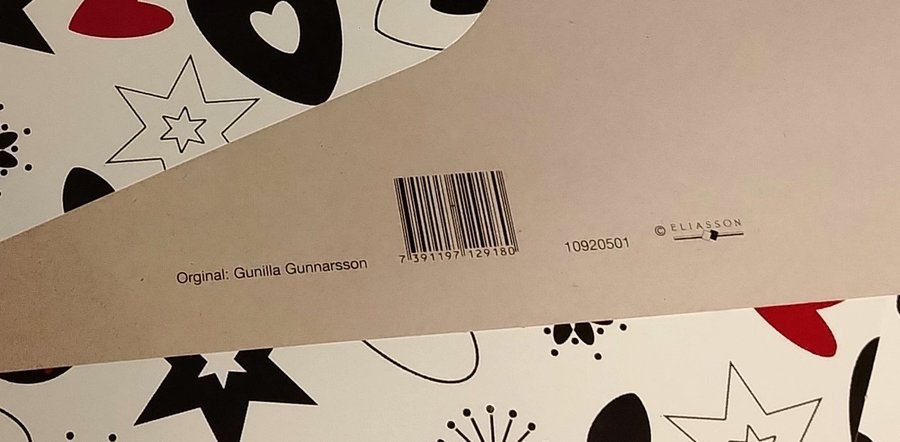 Orginal: Gunilla Gunnarsson
7 391197 129180
10920501
© ELIASSON